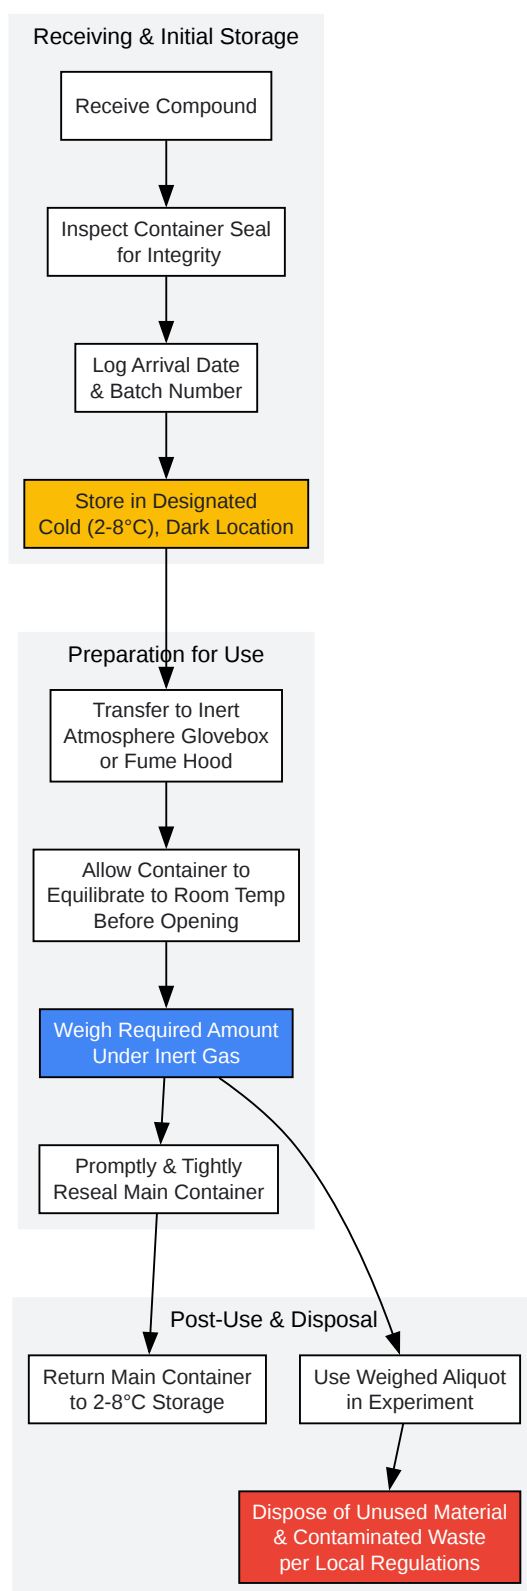 Receiving & Initial Storage
Receive Compound
Inspect Container Seal
for Integrity
Log Arrival Date
& Batch Number
Store in Designated
Cold (2-8°C), Dark Location
Preparation for Use
Transfer to Inert
Atmosphere Glovebox
or Fume Hood
Allow Container to
Equilibrate to Room Temp
Before Opening
Weigh Required Amount
Under Inert Gas
Promptly & Tightly
Reseal Main Container
Post-Use & Disposal
Return Main Container
to 2-8°C Storage
Use Weighed Aliquot
in Experiment
Dispose of Unused Material
& Contaminated Waste
per Local Regulations